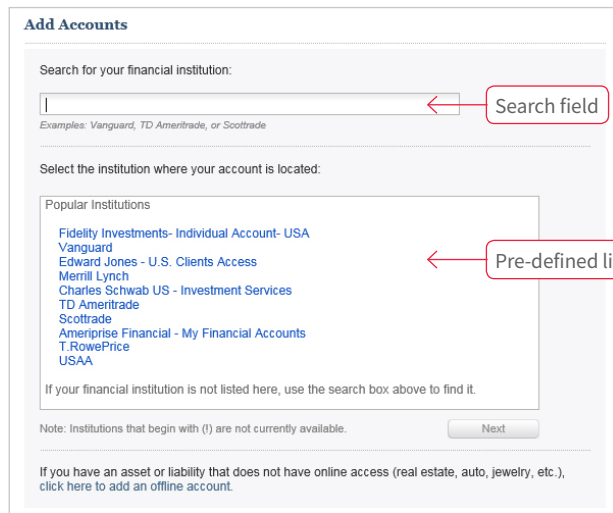 Add Accounts
Search for your financial institution:
Search field
Examples: Vanguard, TD Ameritrade, or Scottrade
Select the institution where your account is located:
Popular Institutions
Fidelity Investments- Individual Account- USA
Vanguard
Edward Jones - U.S. Clients Access
Pre-defined li
Merrill Lynch
Charles Schwab US - Investment Services
TD Ameritrade
Scottrade
Ameriprise Financial - My Financial Accounts
T.RowePrice
USAA
If your financial institution is not listed here, use the search box above to find it.
Note: Institutions that begin with (!) are not currently available.
Next
If you have an asset or liability that does not have online access (real estate, auto, jewelry, etc.),
click here to add an offline account.